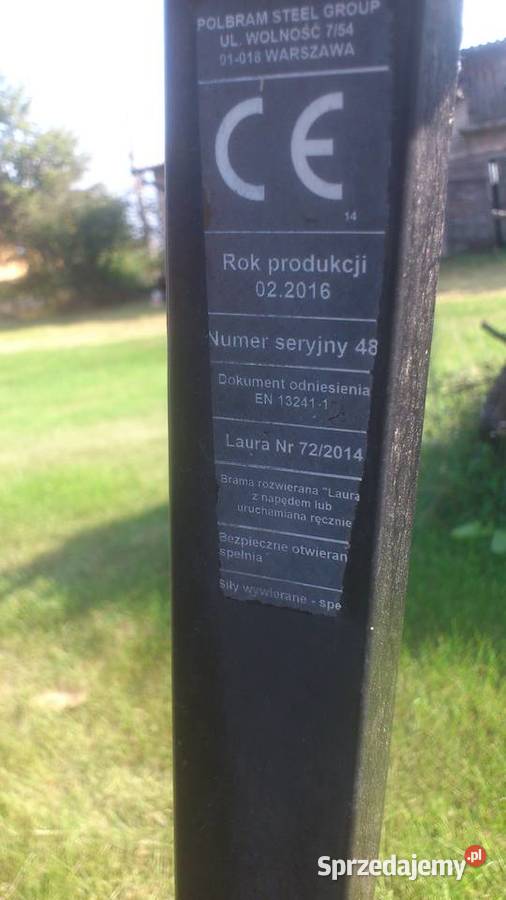 POLBRAM STEEL GROUP
UL. WOLNOŚĆ 7/54
01-018 WARSZAWA
CE
14
Rok produkcji
02.2016
Numer seryjny 48
Dokument odniesienia
EN 13241-1
Laura Nr 72/2014
Brama rozwierana "Laura
z napędem lub
uruchamiana ręcznie
Bezpieczne otwieran
spełnia"
Siły wywierane - spe
Sprzedajemy.pl